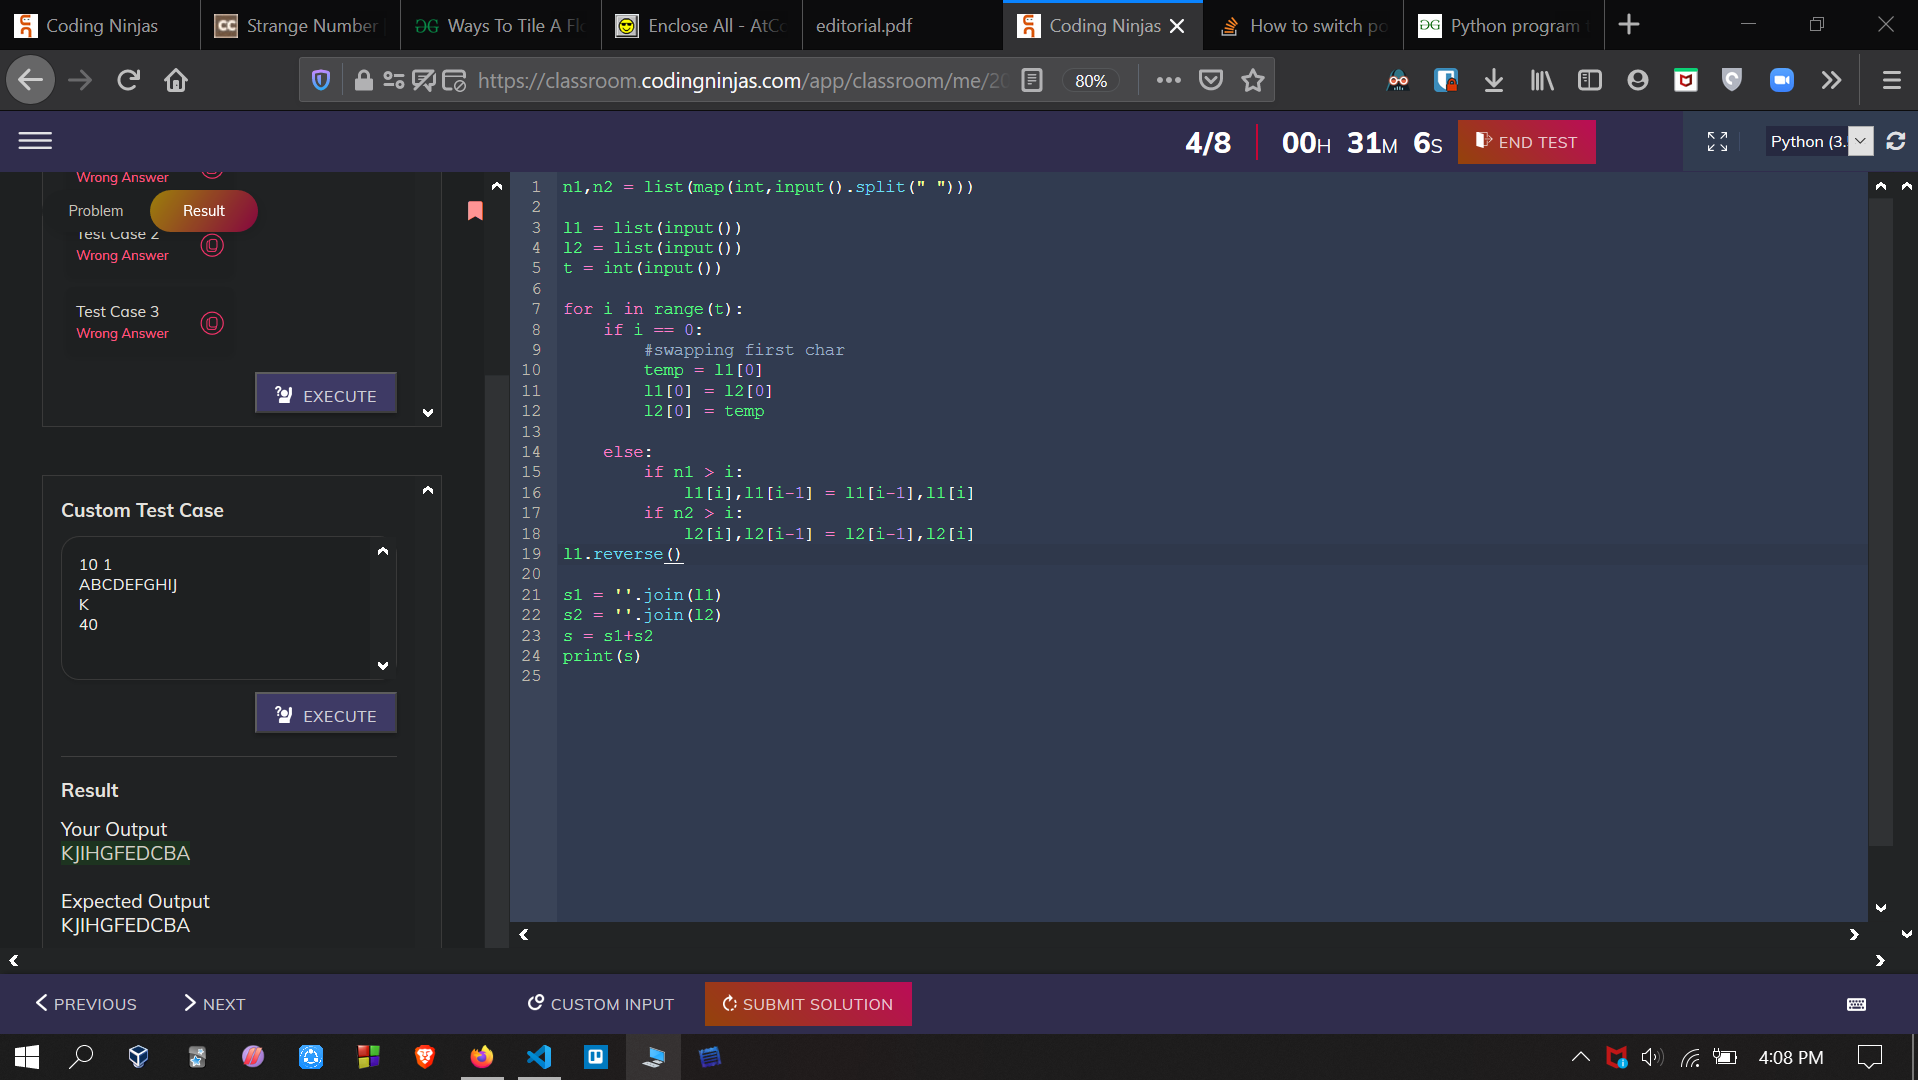 Coding Ninjas
Strange Number
Ways To Tile A Flo
Enclose All - AtCo
editorial.pdf
Coding Ninjas
How to switch po
Python program
https://classroom.codingninjas.com/app/classroom/me/20
80%
4/8
00H 31M 6S
END TEST
Python (3.
Wrong Answer
Problem
Result
Test Case 2
Wrong Answer
Test Case 3
Wrong Answer
EXECUTE
Custom Test Case
10 1
ABCDEFGHIJ
K
40
EXECUTE
Result
Your Output
KJIHGFEDCBA
Expected Output
KJIHGFEDCBA
1 n1,n2 = list(map(int,input().split(" ")))
2
3 l1 = list(input())
4 l2 = list(input())
5 t = int(input())
6
7 for i in range(t):
8     if i == 0:
9         #swapping first char
10         temp = l1[0]
11         l1[0] = l2[0]
12         l2[0] = temp
13
14     else:
15         if n1 > i:
16             l1[i],l1[i-1] = l1[i-1],l1[i]
17         if n2 > i:
18             l2[i],l2[i-1] = l2[i-1],l2[i]
19 l1.reverse()
20
21 s1 = ''.join(l1)
22 s2 = ''.join(l2)
23 s = s1+s2
24 print(s)
25
PREVIOUS
NEXT
CUSTOM INPUT
SUBMIT SOLUTION
4:08 PM